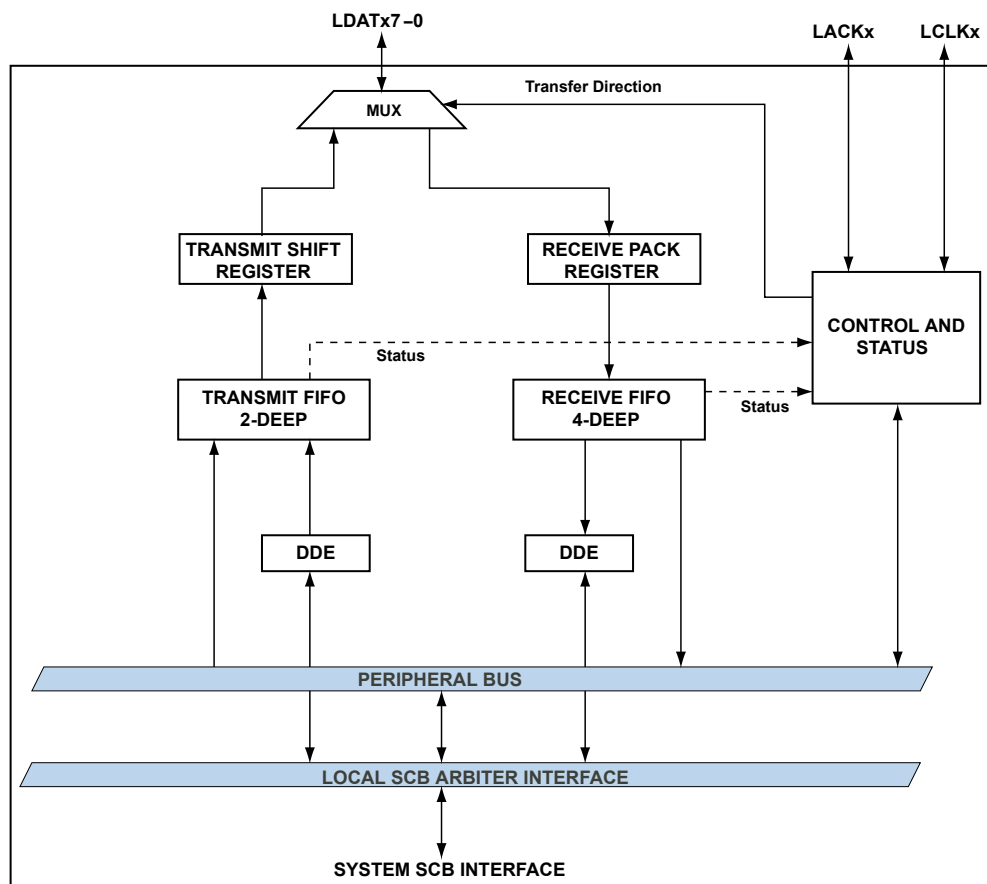 LDATx7–0
LACKx
LCLKx
Transfer Direction
MUX
TRANSMIT SHIFT
REGISTER
RECEIVE PACK
REGISTER
CONTROL AND
STATUS
Status
TRANSMIT FIFO
2-DEEP
RECEIVE FIFO
4-DEEP
Status
DDE
DDE
PERIPHERAL BUS
LOCAL SCB ARBITER INTERFACE
SYSTEM SCB INTERFACE